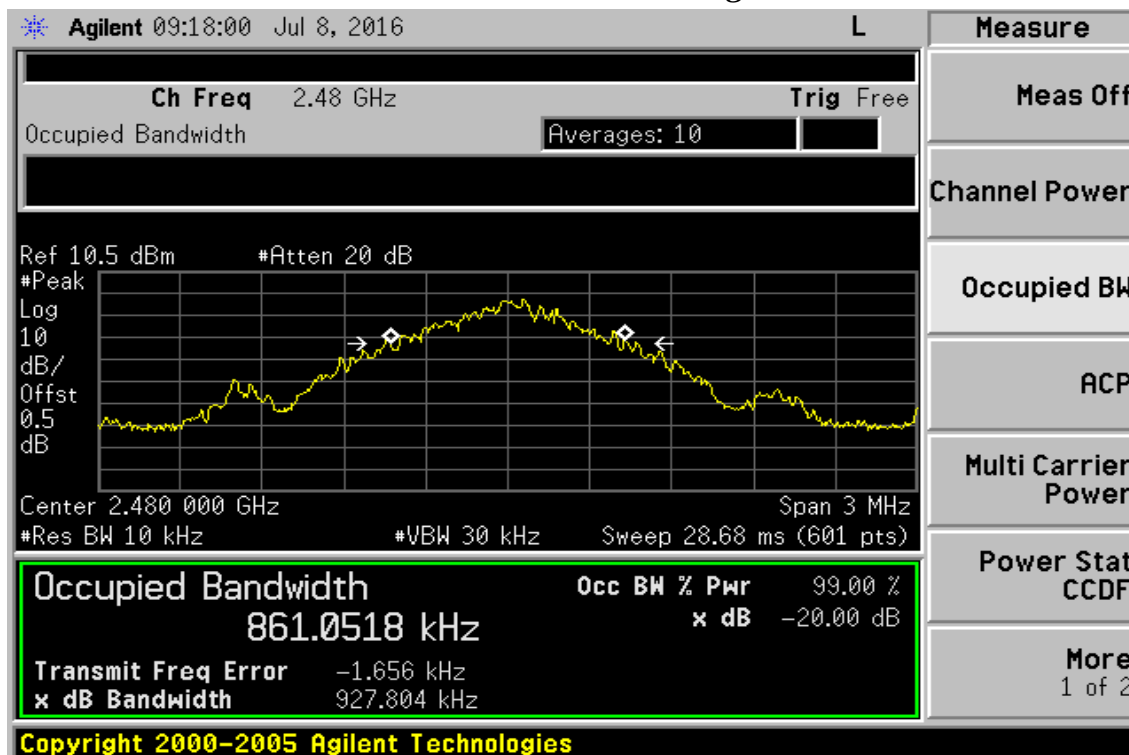 Agilent 09:18:00 Jul 8, 2016 L
Measure
Ch Freq 2.48 GHz Trig Free
Occupied Bandwidth Averages: 10
Meas Off
Channel Power
Occupied BW
ACP
Multi Carrier
Power
Power Stat
CCDF
More
1 of 2
Ref 10.5 dBm #Atten 20 dB
#Peak
Log
10
dB/
Offst
0.5
dB
Center 2.480 000 GHz Span 3 MHz
#Res BW 10 kHz #VBW 30 kHz Sweep 28.68 ms (601 pts)
Occupied Bandwidth Occ BW % Pwr 99.00 %
861.0518 kHz x dB -20.00 dB
Transmit Freq Error -1.656 kHz
x dB Bandwidth 927.804 kHz
Copyright 2000-2005 Agilent Technologies